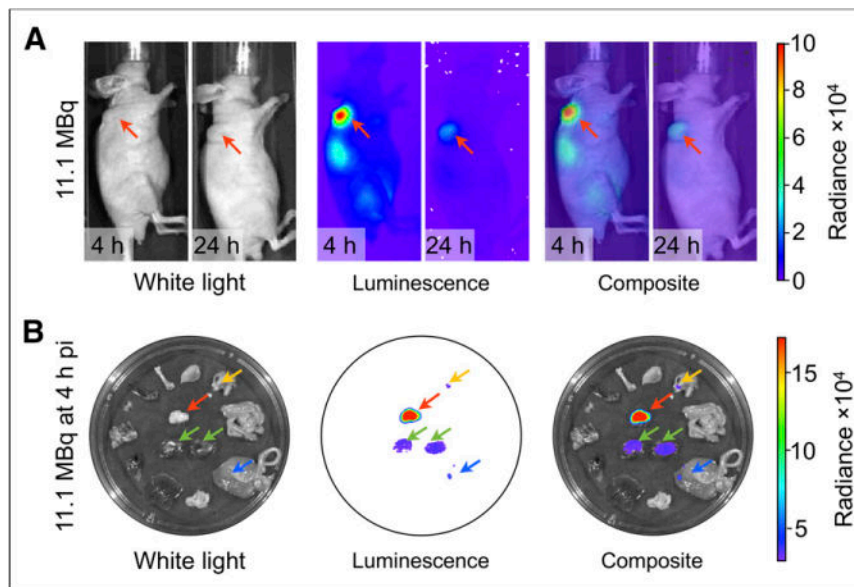 A
11.1 MBq
4 h
24 h
4 h
24 h
4 h
24 h
White light
Luminescence
Composite
10
8
6
4
2
0
Radiance ×10⁴
B
11.1 MBq at 4 h pi
White light
Luminescence
Composite
15
10
5
Radiance ×10⁴